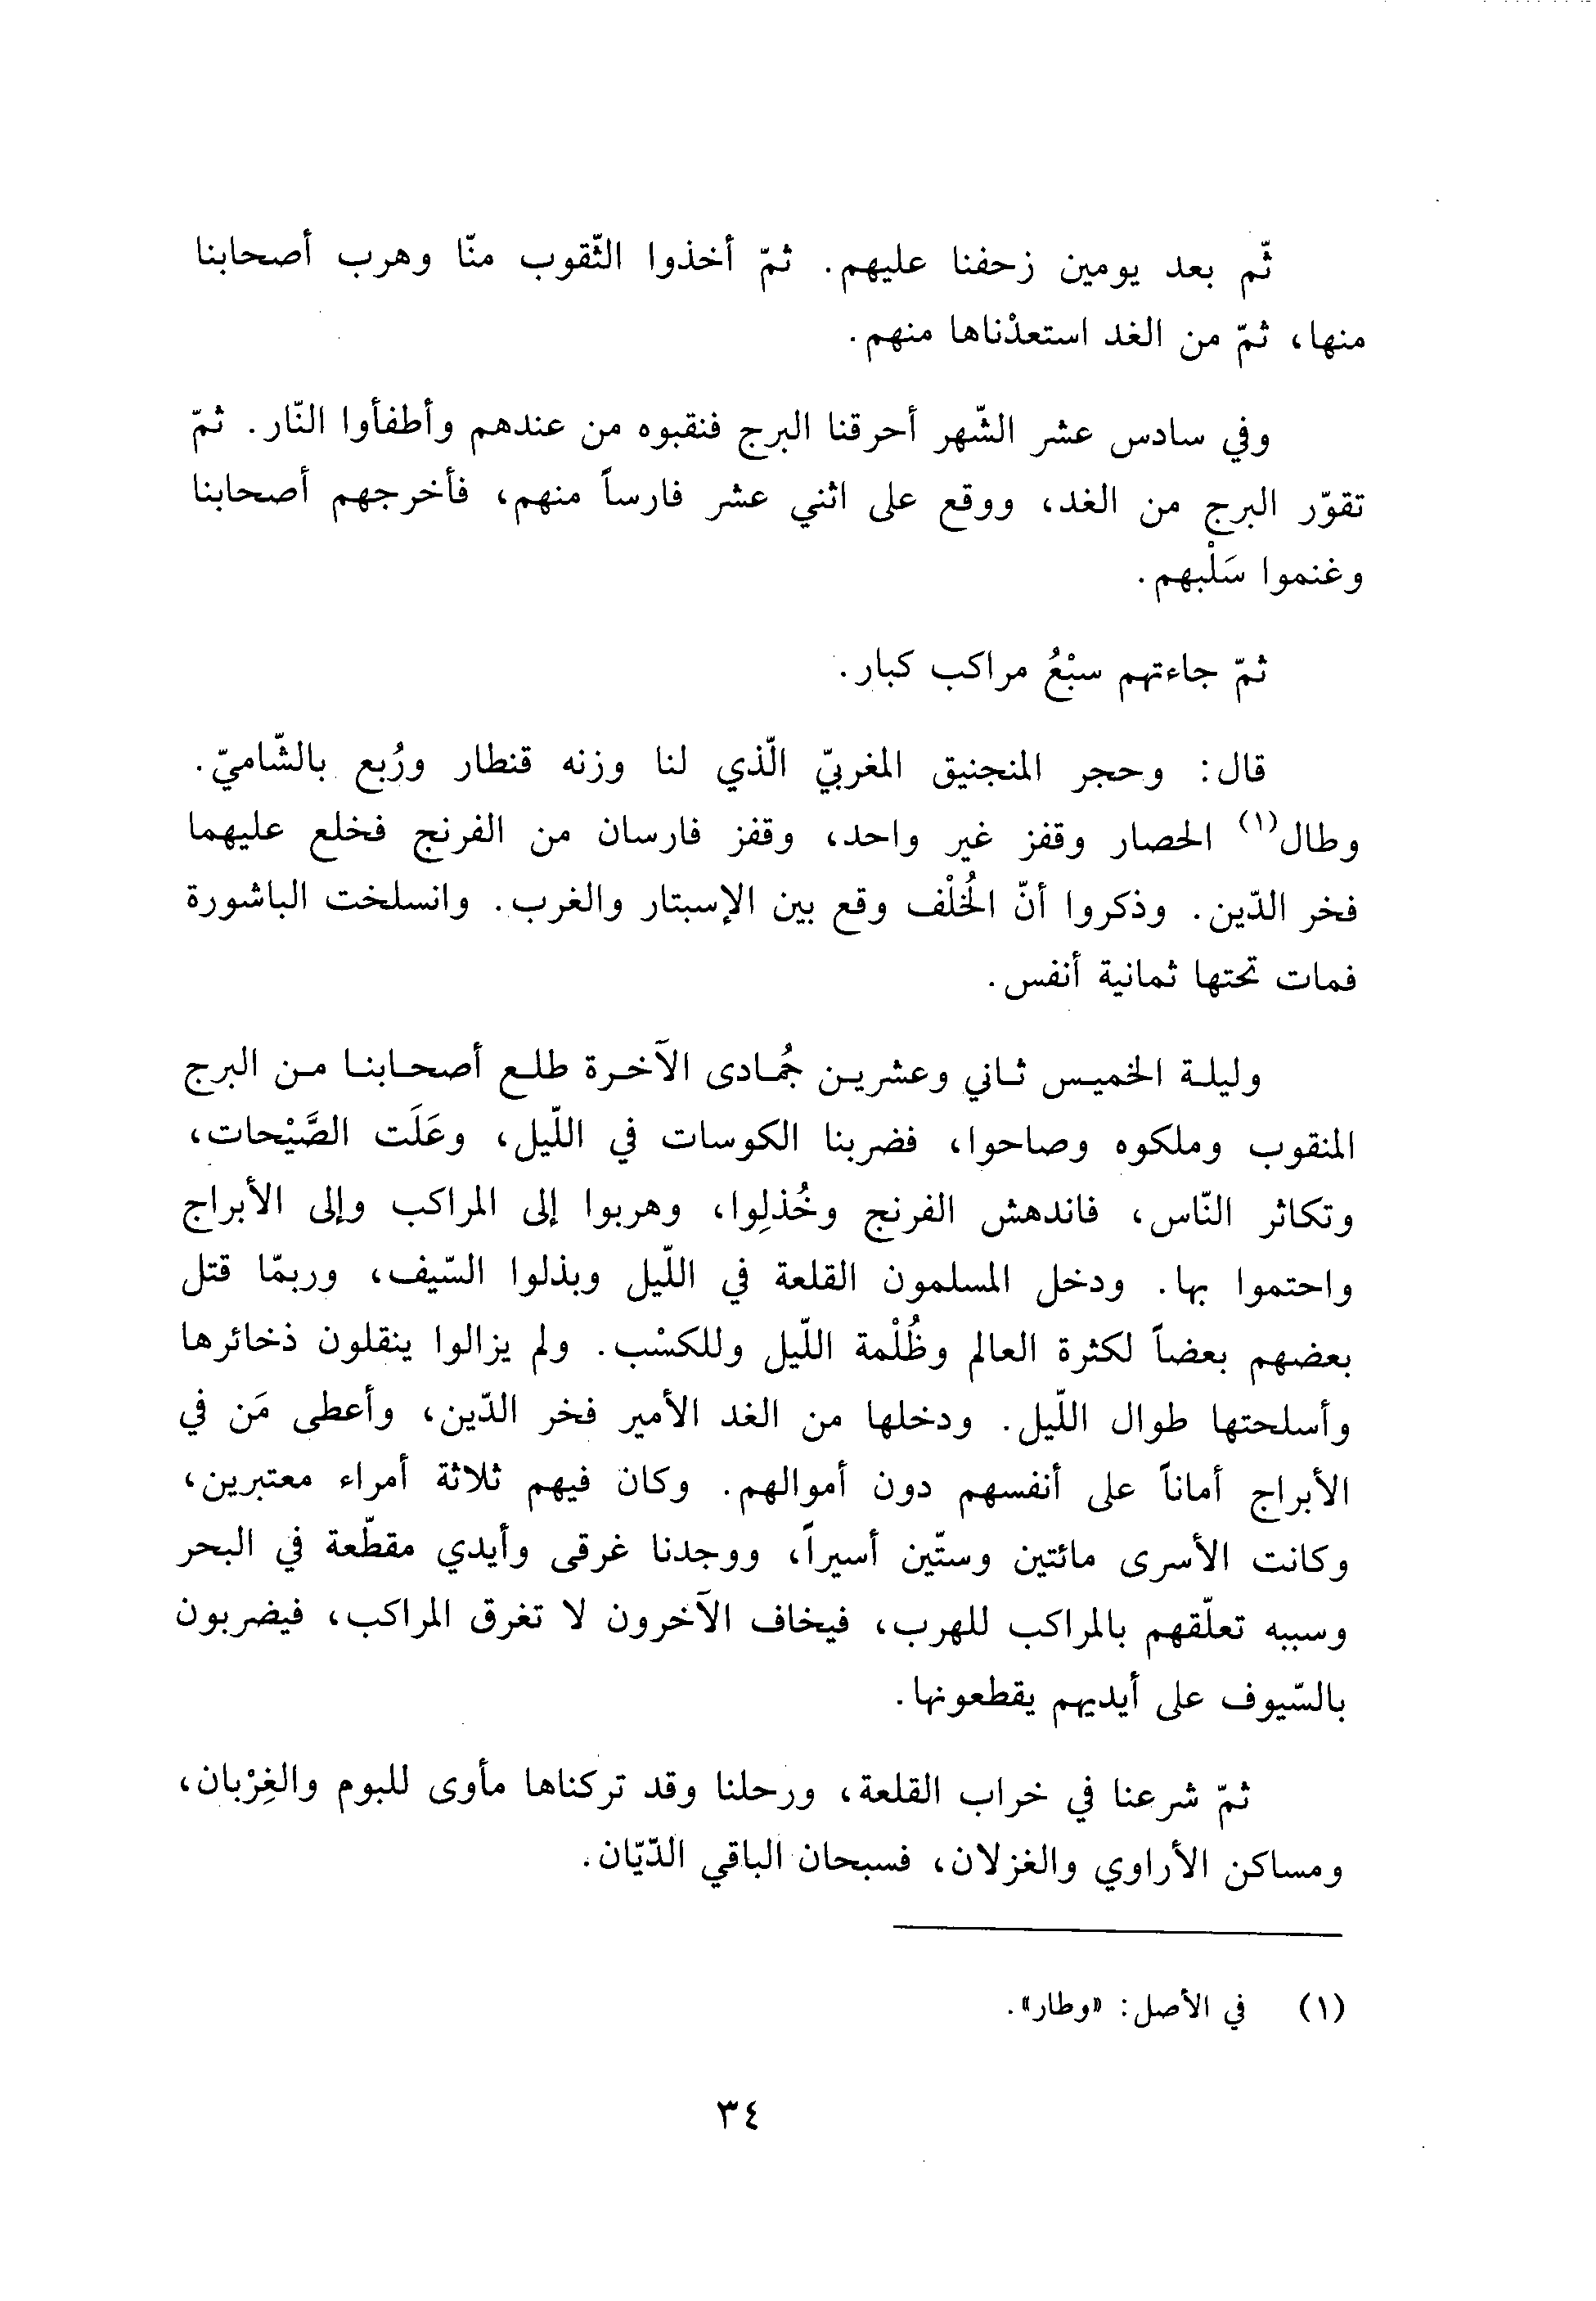 ثّم بعد يومين زحفنا عليهم. ثمّ أخذوا الثّقوب منّا وهرب أصحابنا
منها، ثمّ من الغد استعذْناها منهم.
وفي سادس عشر الشّهر أحرقنا البرج فنقبوه من عندهم وأطفأوا النّار. ثمّ
تقوّر البرج من الغد، ووقع على اثني عشر فارساً منهم، فأخرجهم أصحابنا
وغنموا سَلْبهم.
ثمّ جاءتهم سبْعُ مراكب كبار.
قال: وحجر المنجنيق المغربيّ الّذي لنا وزنه قنطار ورُبع بالشّاميّ.
وطال(١) الحصار وقفز غير واحد، وقفز فارسان من الفرنج فخلع عليهما
فخر الدّين. وذكروا أنّ الخُلْف وقع بين الإسبتار والغرب. وانسلخت الباشورة
فمات تحتها ثمانية أنفس.
وليلة الخميس ثاني وعشرين جُمادى الآخرة طلع أصحابنا من البرج
المنقوب وملكوه وصاحوا، فضربنا الكوسات في اللّيل، وعَلَت الصَّيْحات،
وتكاثر النّاس، فاندهش الفرنج وخُذلِوا، وهربوا إلى المراكب وإلى الأبراج
واحتموا بها. ودخل المسلمون القلعة في اللّيل وبذلوا السّيف، وربمّا قتل
بعضهم بعضاً لكثرة العالم وظُلْمة اللّيل وللكسْب. ولم يزالوا ينقلون ذخائرها
وأسلحتها طوال اللّيل. ودخلها من الغد الأمير فخر الدّين، وأعطى مَن في
الأبراج أماناً على أنفسهم دون أموالهم. وكان فيهم ثلاثة أمراء معتبرين،
وكانت الأسرى مائتين وستّين أسيراً، ووجدنا غرقى وأيدي مقطّعة في البحر
وسببه تعلّقهم بالمراكب للهرب، فيخاف الآخرون لا تغرق المراكب، فيضربون
بالسّيوف على أيديهم يقطعونها.
ثمّ شرعنا في خراب القلعة، ورحلنا وقد تركناها مأوى للبوم والغِرْبان،
ومساكن الأراوي والغزلان، فسبحان الباقي الدّيّان.
(١) في الأصل: «وطار».
٣٤